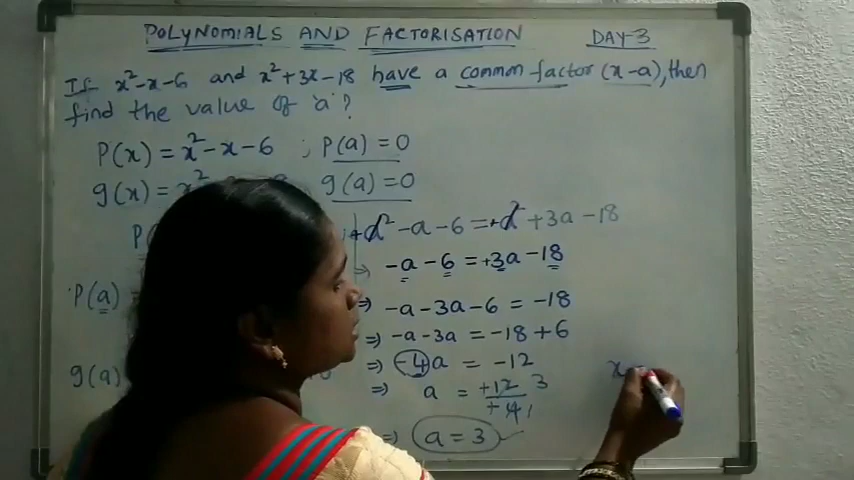 POLYNOMIALS AND FACTORISATION DAY-3
If x²-x-6 and x²+3x-18 have a common factor (x-a), then
find the value of 'a'?
P(x) = x²-x-6 ; P(a) = 0
g(x) = x² g(a) = 0
a² -a-6 = +a² +3a-18
⇒ -a-6 = +3a-18
P(a) = ⇒ -a-3a-6 = -18
⇒ -a-3a = -18+6
g(a) ⇒ -4a = -12
⇒ a = +12/+4 3 1
⇒ a = 3
x